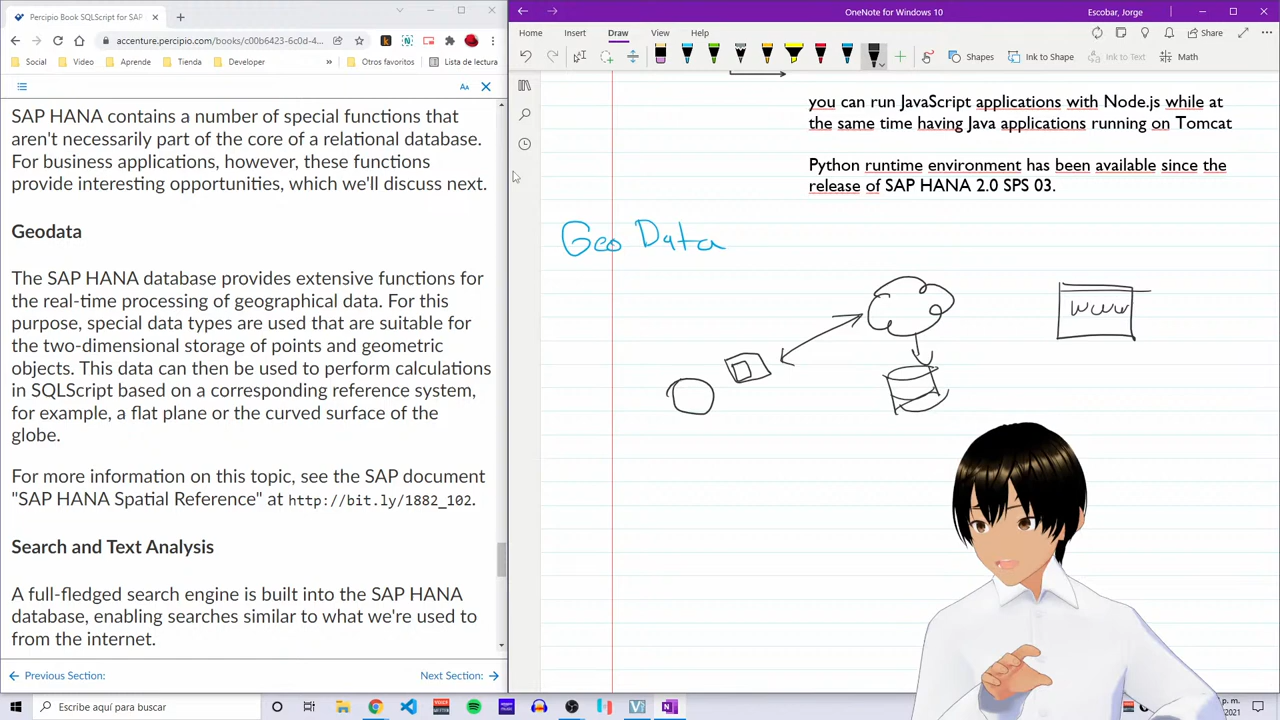 Percipio Book SQLScript for SAP
accenture.percipio.com/books/c00b6423-6c0d-4...
Social
Video
Aprende
Tienda
Developer
»
Otros favoritos
Lista de lectura
AA
SAP HANA contains a number of special functions that
aren't necessarily part of the core of a relational database.
For business applications, however, these functions
provide interesting opportunities, which we'll discuss next.
Geodata
The SAP HANA database provides extensive functions for
the real-time processing of geographical data. For this
purpose, special data types are used that are suitable for
the two-dimensional storage of points and geometric
objects. This data can then be used to perform calculations
in SQLScript based on a corresponding reference system,
for example, a flat plane or the curved surface of the
globe.
For more information on this topic, see the SAP document
"SAP HANA Spatial Reference" at http://bit.ly/1882_102.
Search and Text Analysis
A full-fledged search engine is built into the SAP HANA
database, enabling searches similar to what we're used to
from the internet.
Previous Section:
Next Section:
OneNote for Windows 10
Escobar, Jorge
Home
Insert
Draw
View
Help
Share
Shapes
Ink to Shape
Ink to Text
Math
you can run JavaScript applications with Node.js while at
the same time having Java applications running on Tomcat
Python runtime environment has been available since the
release of SAP HANA 2.0 SPS 03.
Geo Data
www
Percibe aquí para buscar
p. m.
2021